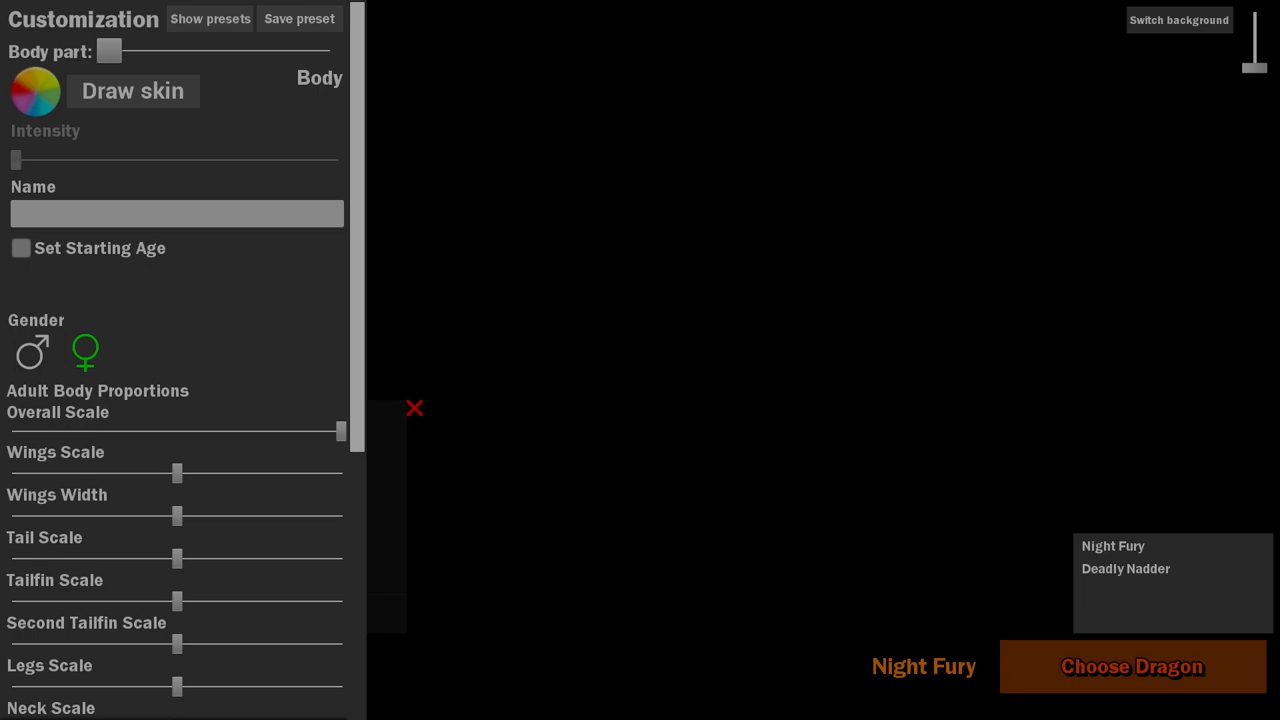 Customization
Show presets
Save preset
Switch background
Body part:
Body
Draw skin
Intensity
Name
Set Starting Age
Gender
Adult Body Proportions
Overall Scale
Wings Scale
Wings Width
Tail Scale
Tailfin Scale
Second Tailfin Scale
Legs Scale
Neck Scale
Night Fury
Deadly Nadder
Night Fury
Choose Dragon